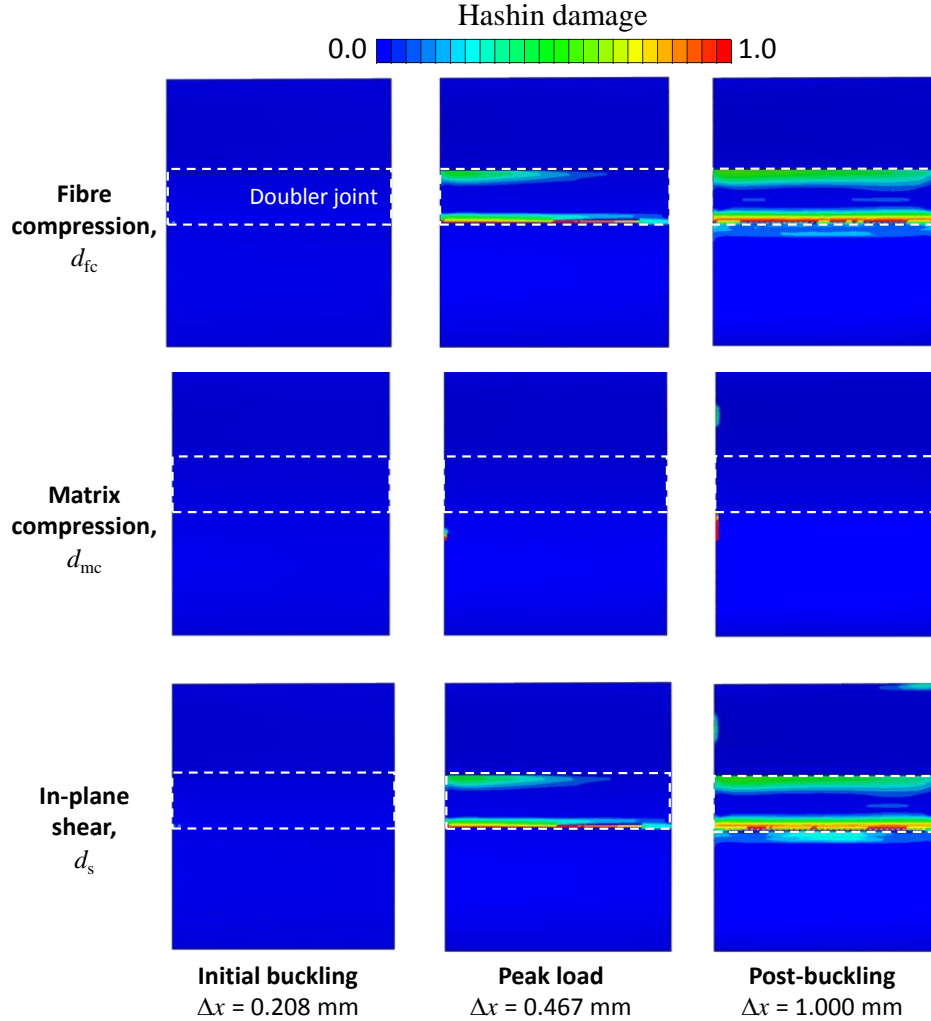 Hashin damage
0.0 1.0
Fibre
compression,
dfc
Doubler joint
Matrix
compression,
dmc
In-plane
shear,
ds
Initial buckling
Δx = 0.208 mm
Peak load
Δx = 0.467 mm
Post-buckling
Δx = 1.000 mm